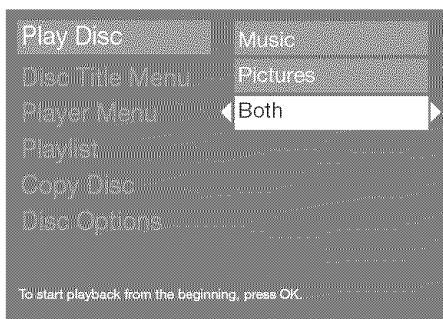 Play Disc
Music
Disc Title Menu
Pictures
Player Menu
Both
Playlist
Copy Disc
Disc Options
To start playback from the beginning, press OK.